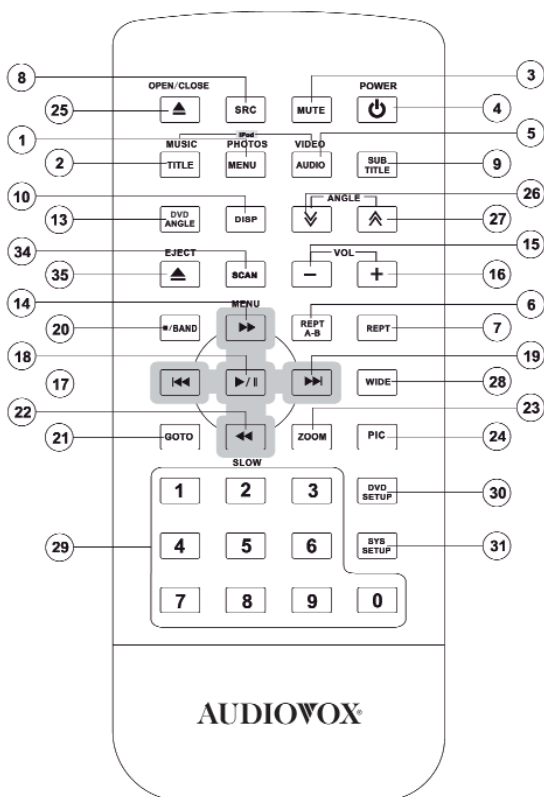 8 3
OPEN/CLOSE POWER
25 SRC MUTE 4
1 iPod 5
MUSIC PHOTOS VIDEO
2 TITLE MENU AUDIO SUB TITLE 9
10 ANGLE 26
13 DVD ANGLE DISP 27
34 EJECT VOL 15
35 SCAN − + 16
14 MENU 6
20 ■/BAND REPT A-B REPT 7
18 19
17 WIDE 28
22 23
21 GOTO ZOOM PIC 24
SLOW
1 2 3 DVD SETUP 30
29 4 5 6 SYS SETUP 31
7 8 9 0
AUDIOVOX®